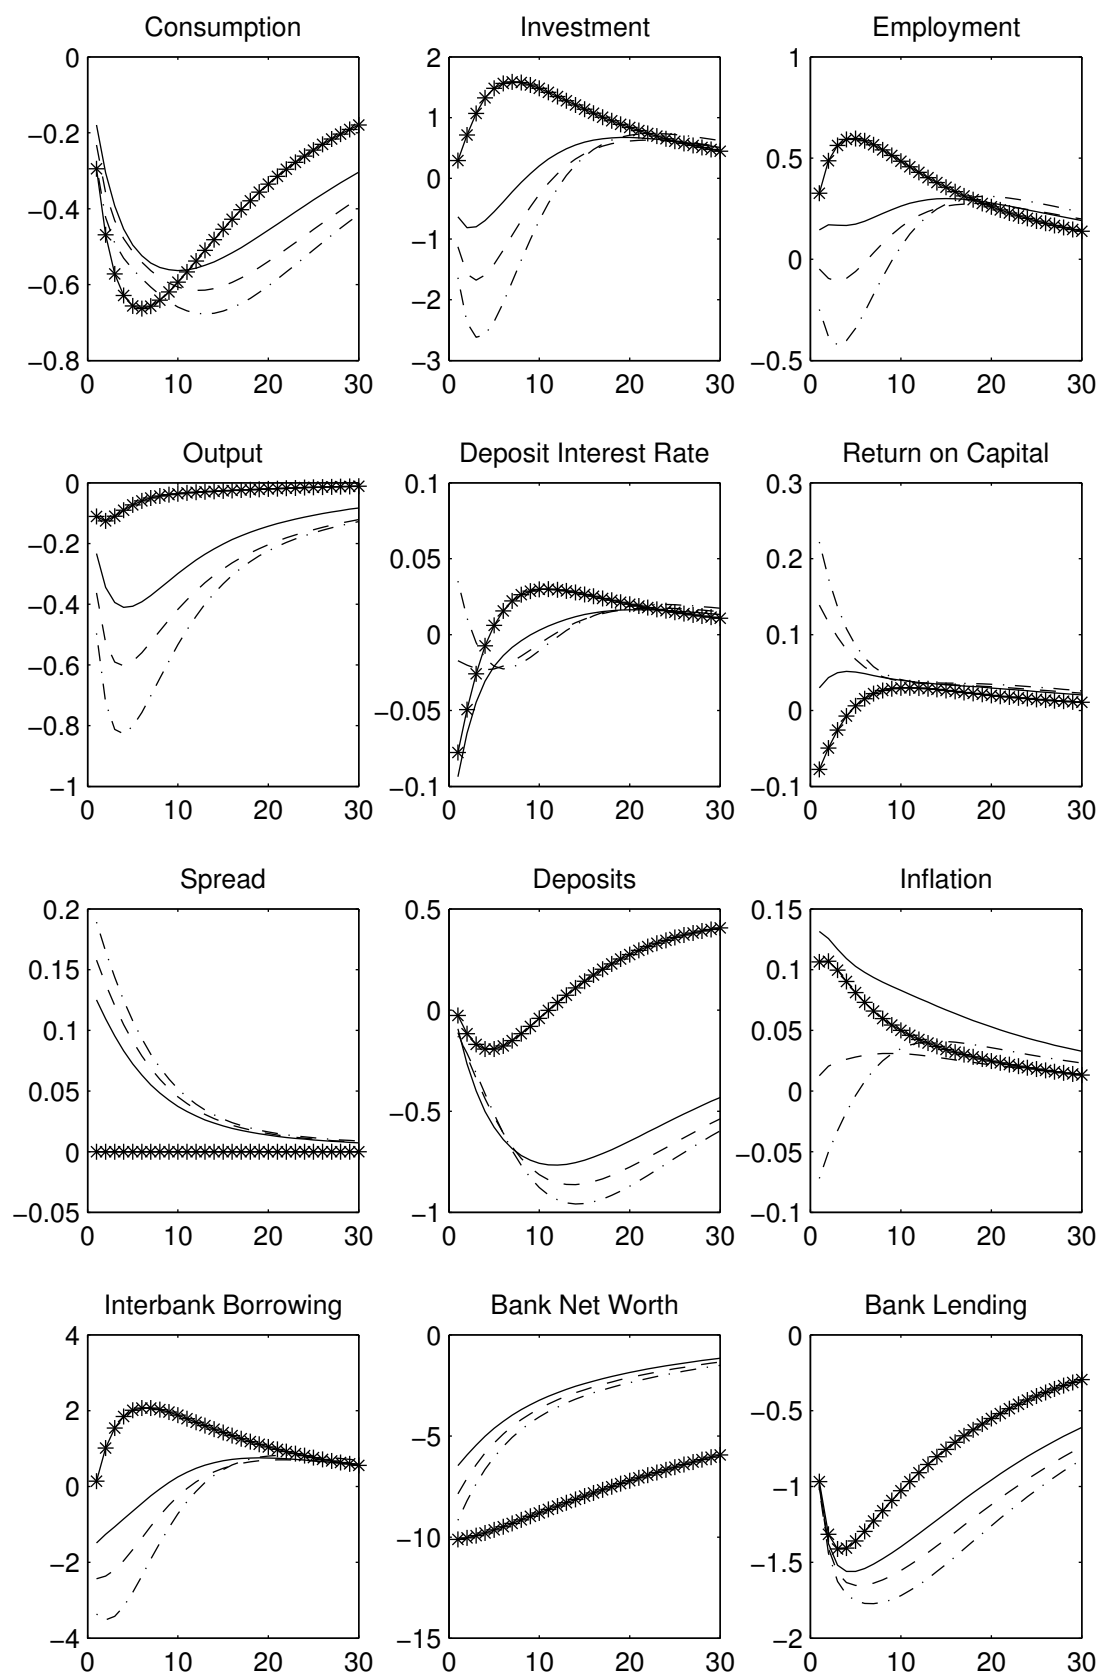 Consumption
0
−0.2
−0.4
−0.6
−0.8
0 10 20 30
Investment
2
1
0
−1
−2
−3
0 10 20 30
Employment
1
0.5
0
−0.5
0 10 20 30
Output
0
−0.2
−0.4
−0.6
−0.8
−1
0 10 20 30
Deposit Interest Rate
0.1
0.05
0
−0.05
−0.1
0 10 20 30
Return on Capital
0.3
0.2
0.1
0
−0.1
0 10 20 30
Spread
0.2
0.15
0.1
0.05
0
−0.05
0 10 20 30
Deposits
0.5
0
−0.5
−1
0 10 20 30
Inflation
0.15
0.1
0.05
0
−0.05
−0.1
0 10 20 30
Interbank Borrowing
4
2
0
−2
−4
0 10 20 30
Bank Net Worth
0
−5
−10
−15
0 10 20 30
Bank Lending
0
−0.5
−1
−1.5
−2
0 10 20 30